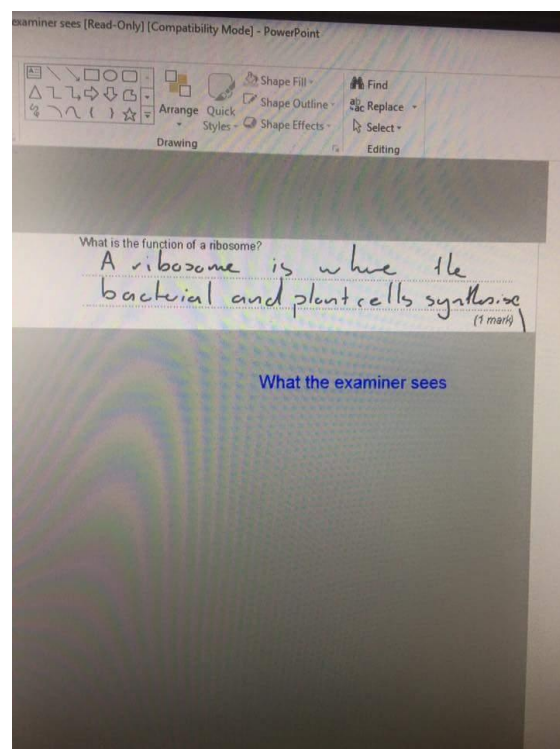 examiner sees [Read-Only] [Compatibility Mode] - PowerPoint
Shape Fill
Find
Arrange
Quick
Styles
Shape Outline
Replace
Shape Effects
Select
Drawing
Editing
What is the function of a ribosome?
A ribosome is where the
bacterial and plant cells synthesise
(1 mark)
What the examiner sees